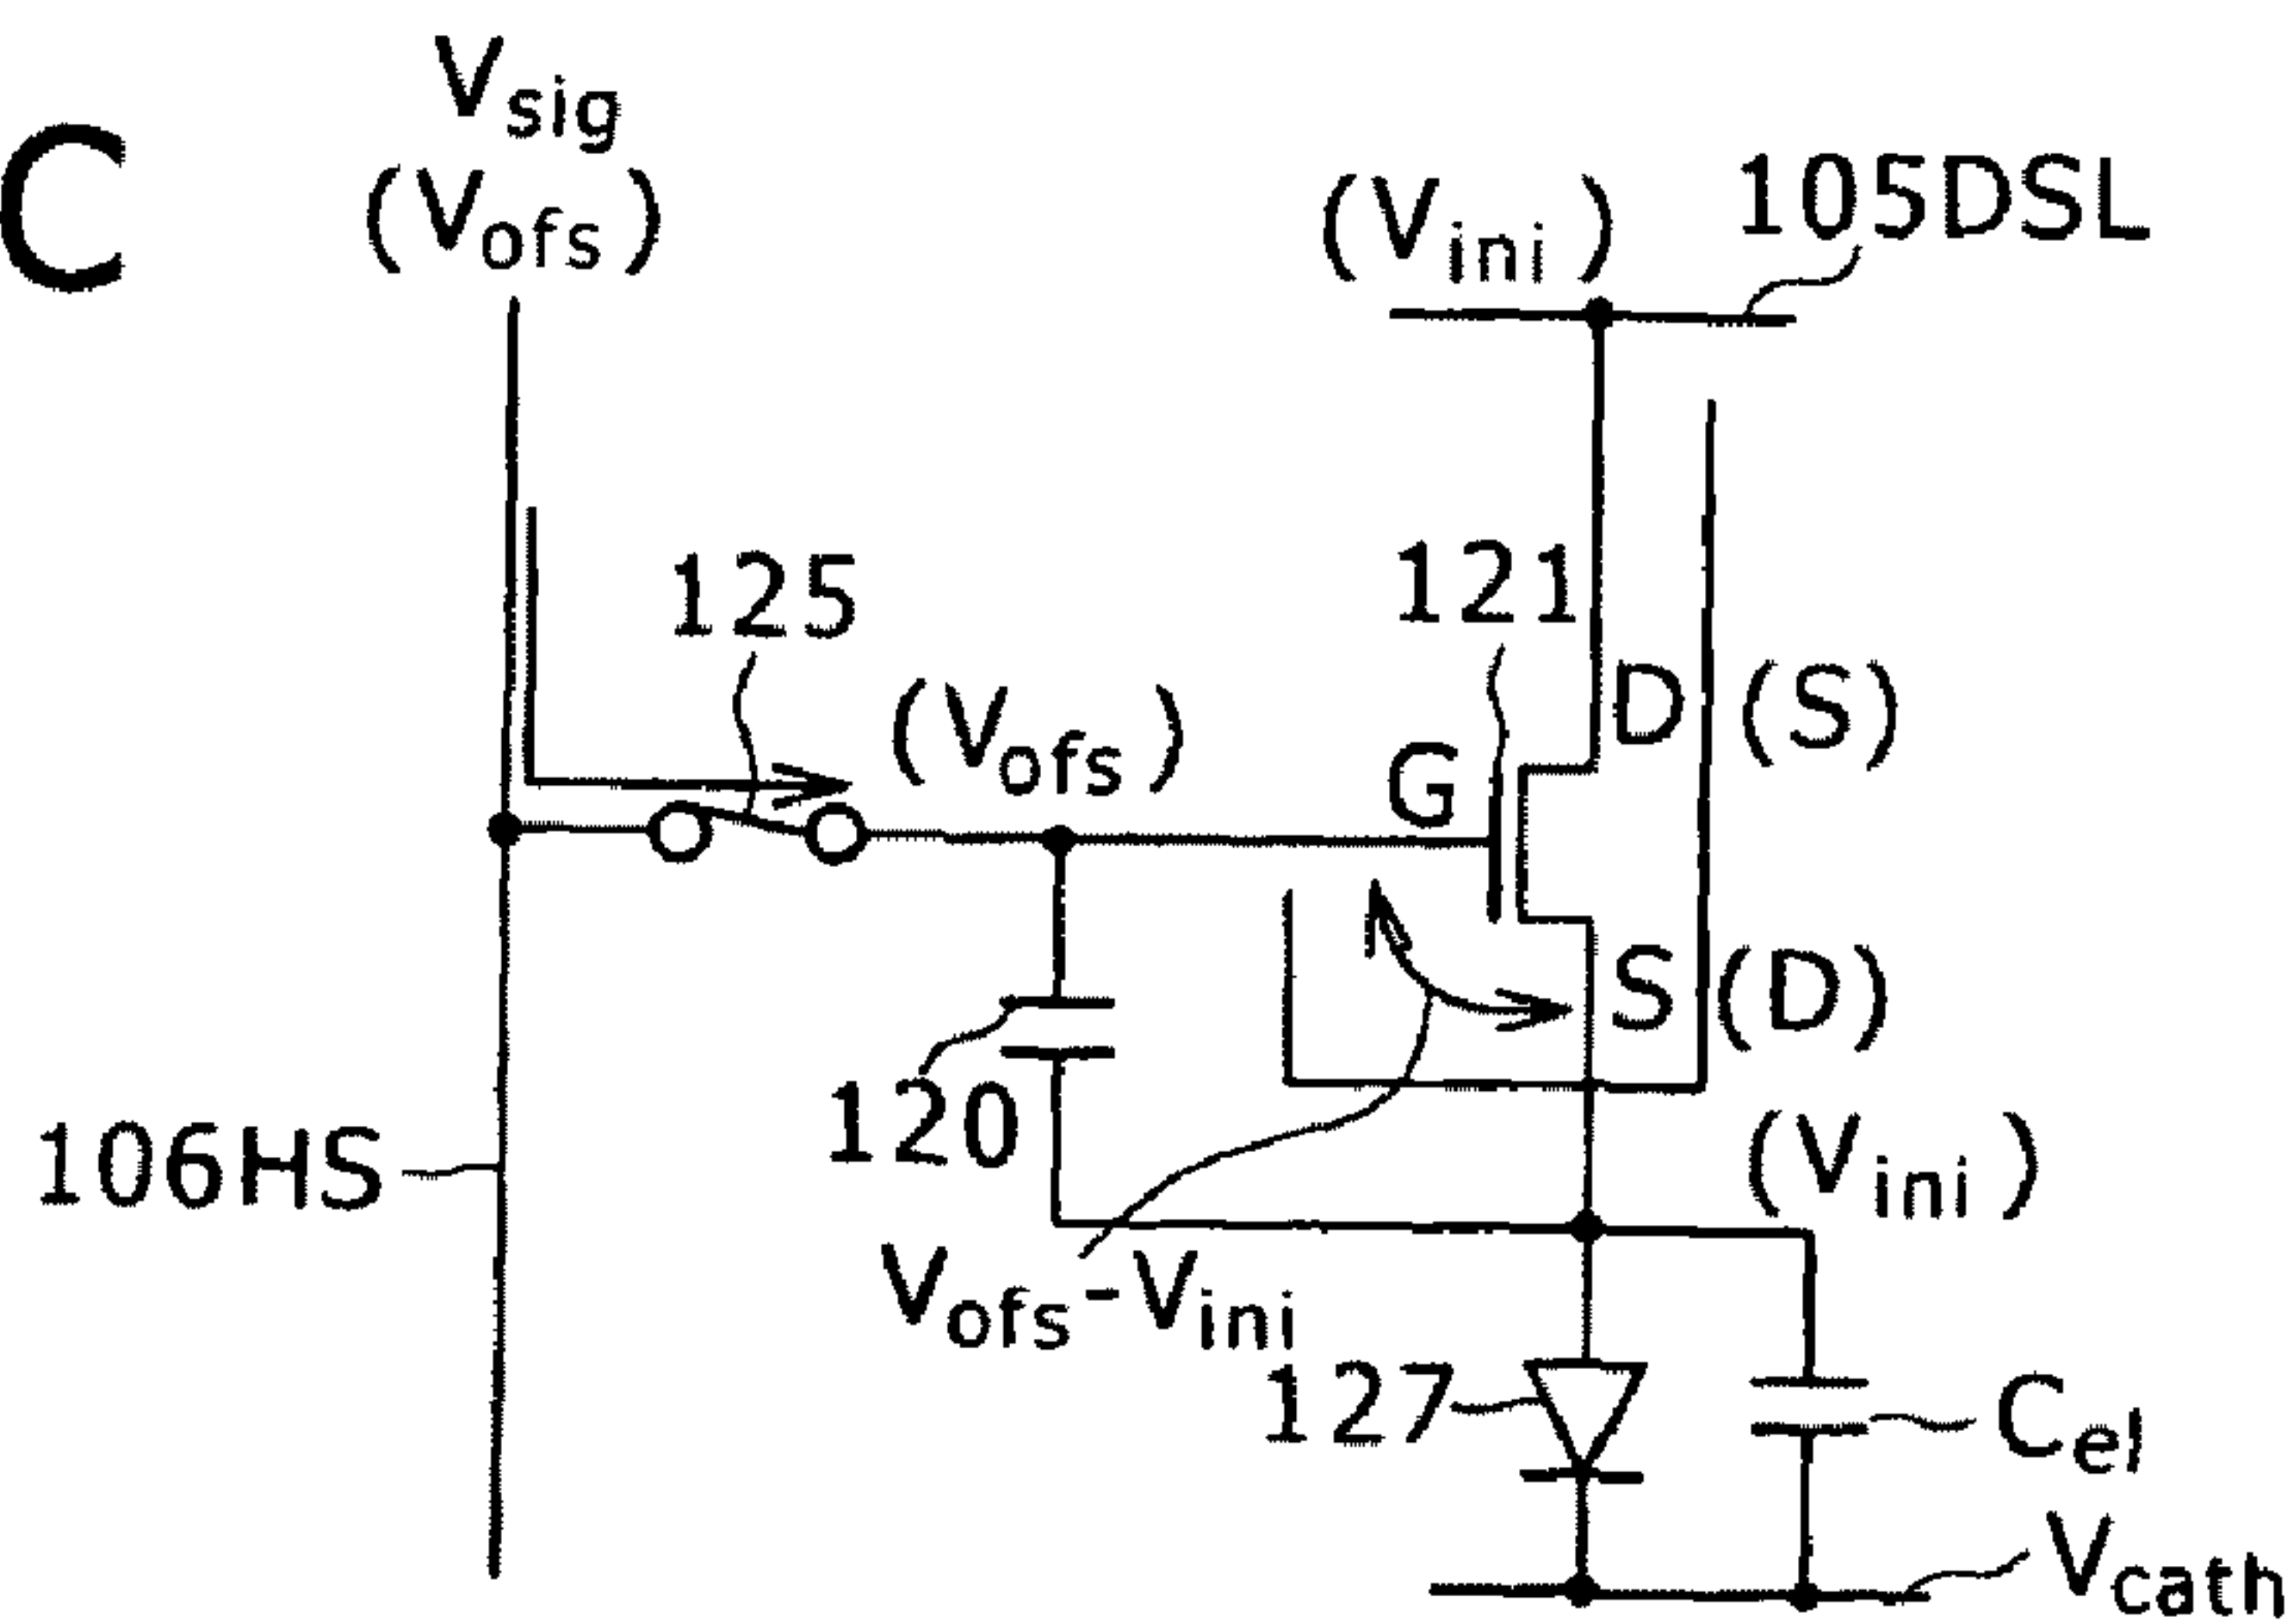 C
Vsig
(Vofs)
(Vini)
105DSL
125
121
(Vofs)
G
D (S)
S (D)
120
106HS
(Vini)
Vofs-Vini
127
Cel
Vcath